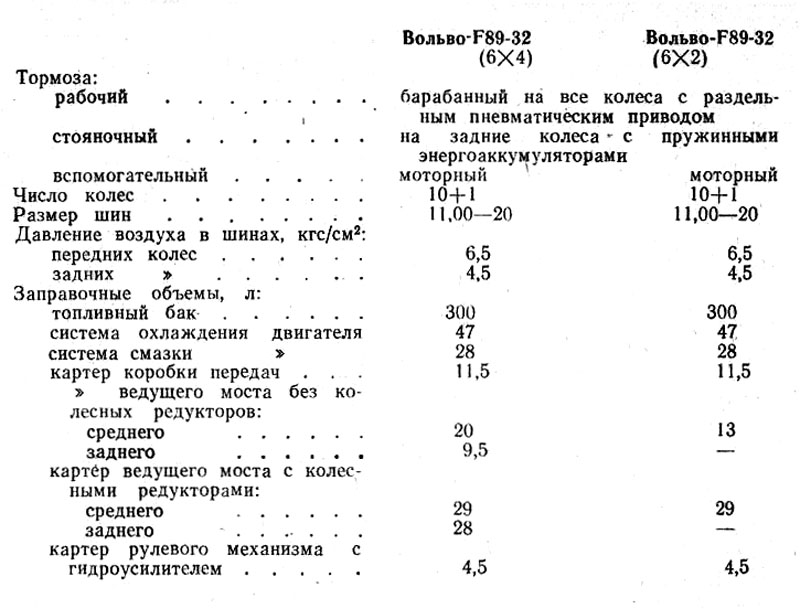 Вольво-F89-32 Вольво-F89-32
(6×4) (6×2)
Тормоза:
рабочий . . . . . . . . барабанный на все колеса с раздель-
ным пневматическим приводом
стояночный . . . . . . . на задние колеса с пружинными
энергоаккумуляторами
вспомогательный . . . . . моторный моторный
Число колес . . . . . . . . 10+1 10+1
Размер шин . . . . . . . . 11,00—20 11,00—20
Давление воздуха в шинах, кгс/см²:
передних колес . . . . . . 6,5 6,5
задних » . . . . . . 4,5 4,5
Заправочные объемы, л:
топливный бак . . . . . . 300 300
система охлаждения двигателя 47 47
система смазки » 28 28
картер коробки передач . . . 11,5 11,5
» ведущего моста без ко-
лесных редукторов:
среднего . . . . . . 20 13
заднего . . . . . . 9,5 —
картер ведущего моста с колес-
ными редукторами:
среднего . . . . . . 29 29
заднего . . . . . . 28 —
картер рулевого механизма с
гидроусилителем . . . . . 4,5 4,5